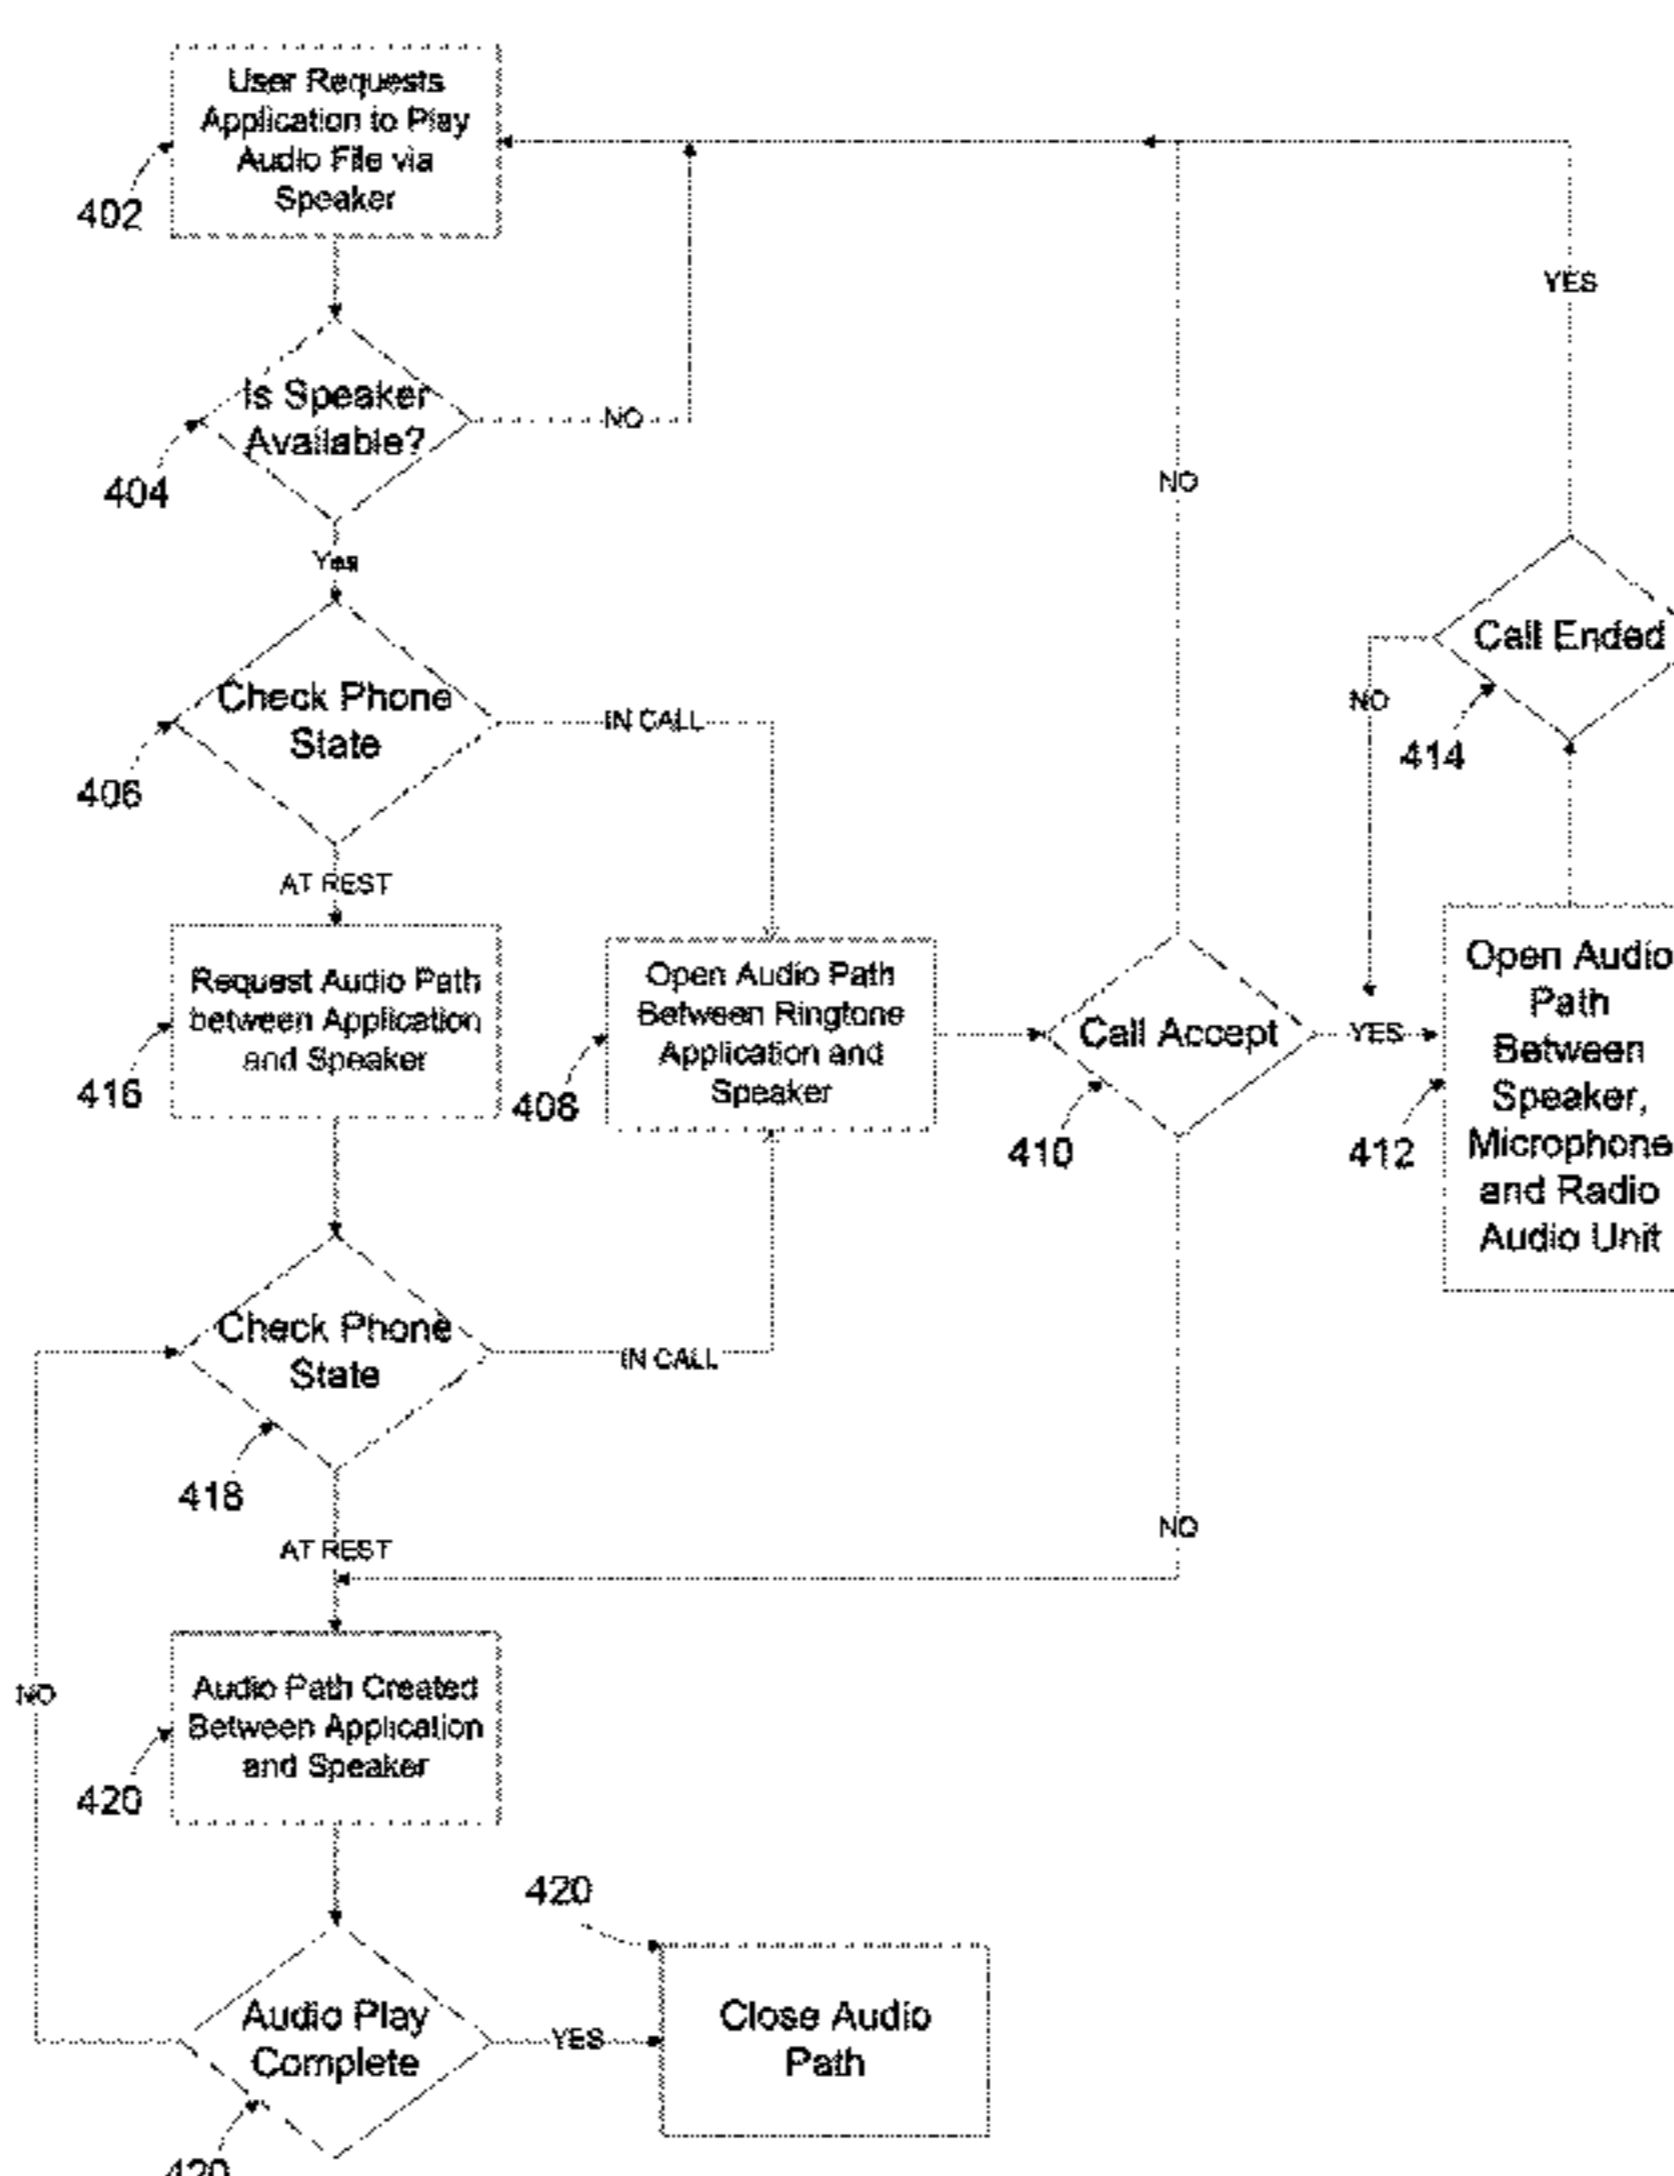 User Requests
Application to Play
Audio File via
Speaker
402
YES
Is Speaker
Available?
NO
404
NO
Yes
Call Ended
Check Phone
State
IN CALL
NO
414
406
AT REST
Request Audio Path
between Application
and Speaker
416
Open Audio Path
Between Ringtone
Application and
Speaker
408
Call Accept
410
YES
Open Audio
Path
Between
Speaker,
Microphone
and Radio
Audio Unit
412
Check Phone
State
IN CALL
418
NO
AT REST
NO
Audio Path Created
Between Application
and Speaker
420
420
Audio Play
Complete
YES
Close Audio
Path
420